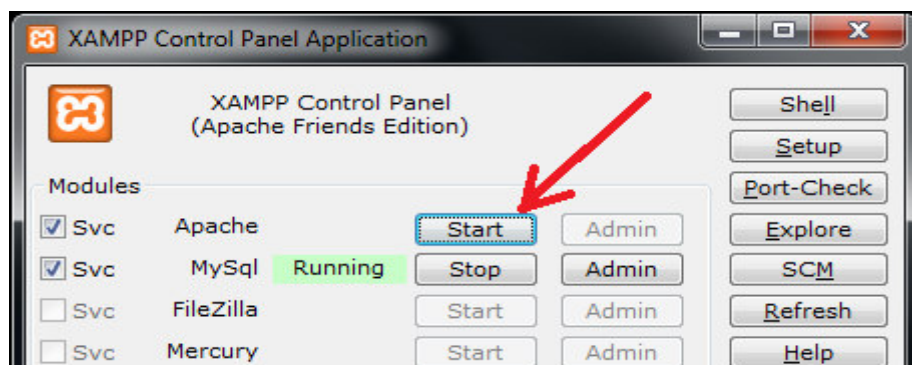 XAMPP Control Panel Application
XAMPP Control Panel
(Apache Friends Edition)
Shell
Setup
Modules
Port-Check
Svc Apache Start Admin Explore
Svc MySql Running Stop Admin SCM
Svc FileZilla Start Admin Refresh
Svc Mercury Start Admin Help